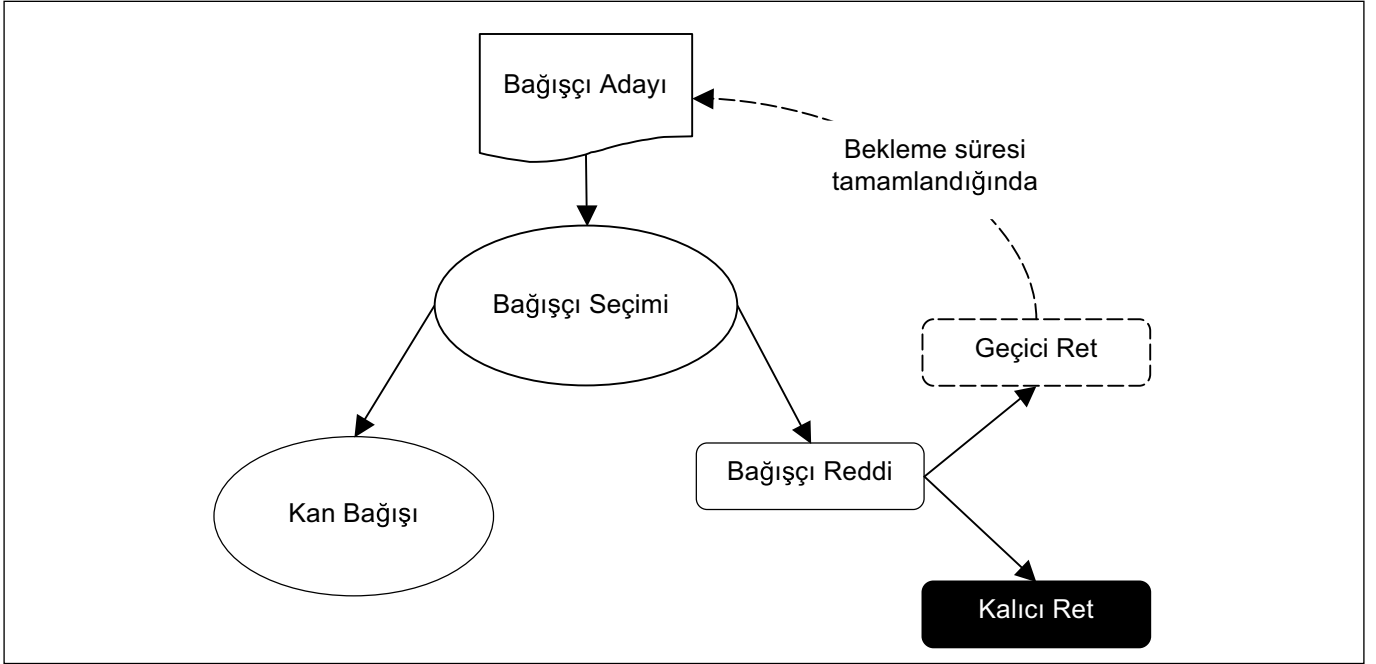 Bağışçı Adayı
Bekleme süresi
tamamlandığında
Bağışçı Seçimi
Geçici Ret
Bağışçı Reddi
Kan Bağışı
Kalıcı Ret